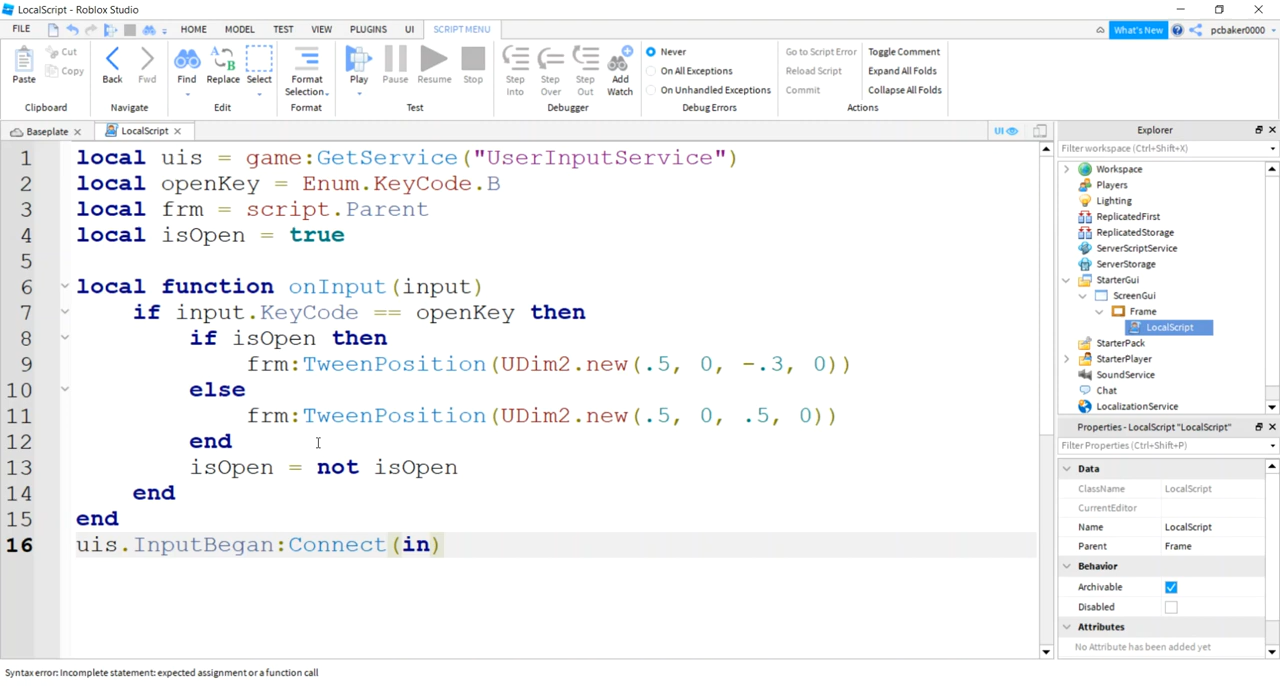 LocalScript - Roblox Studio
FILE HOME MODEL TEST VIEW PLUGINS UI SCRIPT MENU What's New pcbaker0000
Paste Cut Copy Back Fwd Find Replace Select Format Selection Play Pause Resume Stop Step Into Step Over Step Out Add Watch
Never Go to Script Error Toggle Comment
On All Exceptions Reload Script Expand All Folds
On Unhandled Exceptions Commit Collapse All Folds
Clipboard Navigate Edit Format Test Debugger Debug Errors Actions
Baseplate LocalScript UI
1 local uis = game:GetService("UserInputService")
2 local openKey = Enum.KeyCode.B
3 local frm = script.Parent
4 local isOpen = true
5
6 local function onInput(input)
7 if input.KeyCode == openKey then
8 if isOpen then
9 frm:TweenPosition(UDim2.new(.5, 0, -.3, 0))
10 else
11 frm:TweenPosition(UDim2.new(.5, 0, .5, 0))
12 end
13 isOpen = not isOpen
14 end
15 end
16 uis.InputBegan:Connect(in)
Explorer
Filter workspace (Ctrl+Shift+X)
Workspace
Players
Lighting
ReplicatedFirst
ReplicatedStorage
ServerScriptService
ServerStorage
StarterGui
ScreenGui
Frame
LocalScript
StarterPack
StarterPlayer
SoundService
Chat
LocalizationService
Properties - LocalScript "LocalScript"
Filter Properties (Ctrl+Shift+P)
Data
ClassName LocalScript
CurrentEditor
Name LocalScript
Parent Frame
Behavior
Archivable
Disabled
Attributes
No Attribute has been added yet
Syntax error: Incomplete statement: expected assignment or a function call